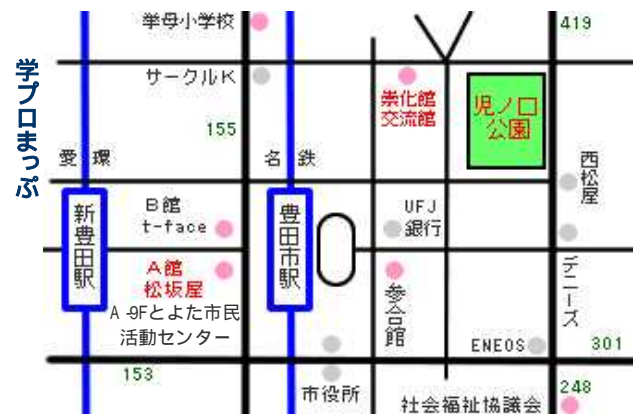 学プロまっぷ
挙母小学校
419
サークルK
崇化館
交流館
児ノ口
公園
155
愛環
名鉄
西松屋
新豊田駅
B館
t-face
豊田市駅
UFJ
銀行
A館
松坂屋
A-9Fとよた市民
活動センター
参合館
デニーズ
ENEOS
301
153
市役所
248
社会福祉協議会